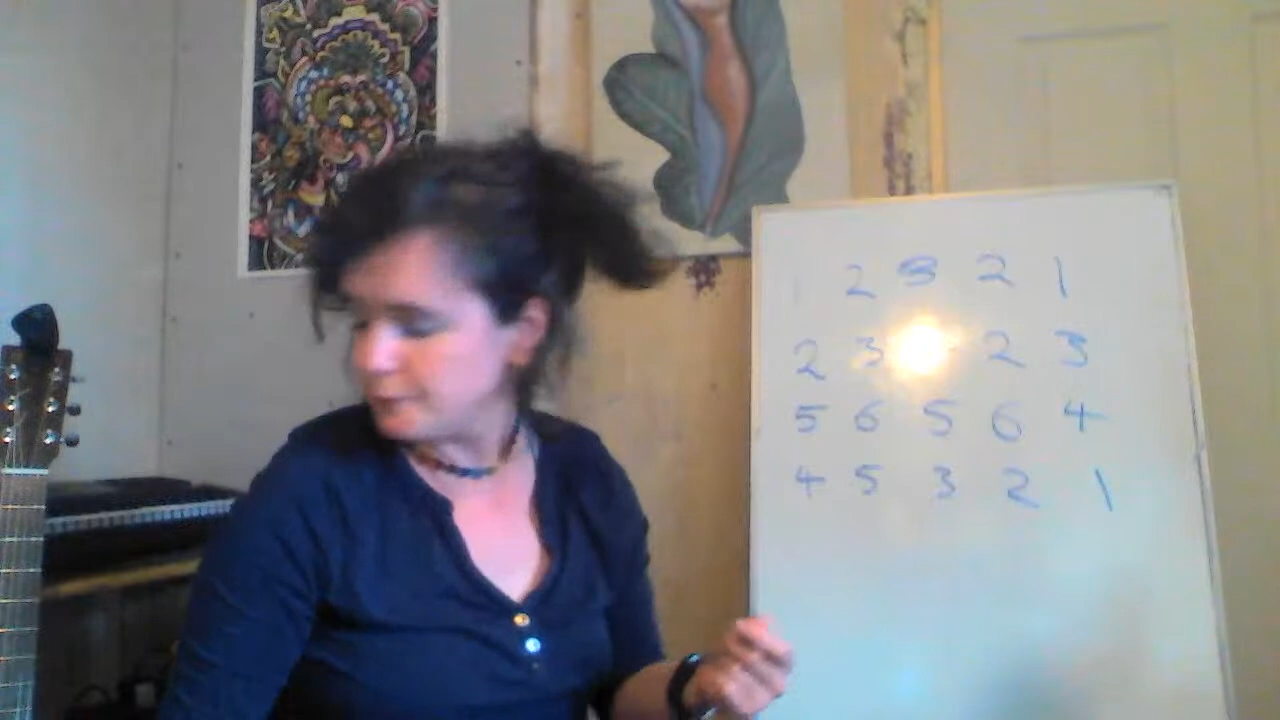 2 3 2 1
2 3 2 3
5 6 5 6 4
4 5 3 2 1